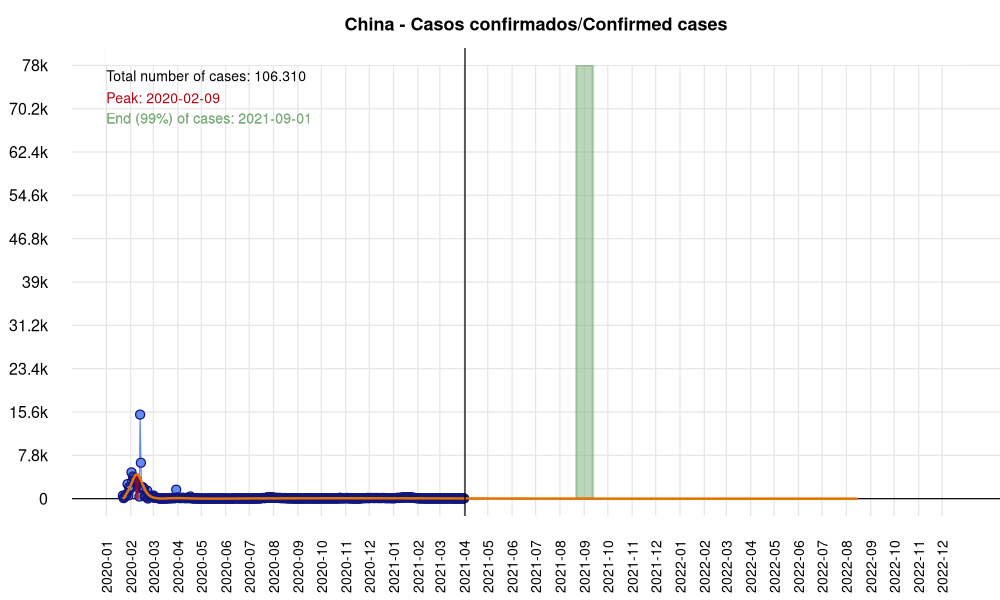 China - Casos confirmados/Confirmed cases
Total number of cases: 106.310
Peak: 2020-02-09
End (99%) of cases: 2021-09-01
78k
70.2k
62.4k
54.6k
46.8k
39k
31.2k
23.4k
15.6k
7.8k
0
2020-01
2020-02
2020-03
2020-04
2020-05
2020-06
2020-07
2020-08
2020-09
2020-10
2020-11
2020-12
2021-01
2021-02
2021-03
2021-04
2021-05
2021-06
2021-07
2021-08
2021-09
2021-10
2021-11
2021-12
2022-01
2022-02
2022-03
2022-04
2022-05
2022-06
2022-07
2022-08
2022-09
2022-10
2022-11
2022-12